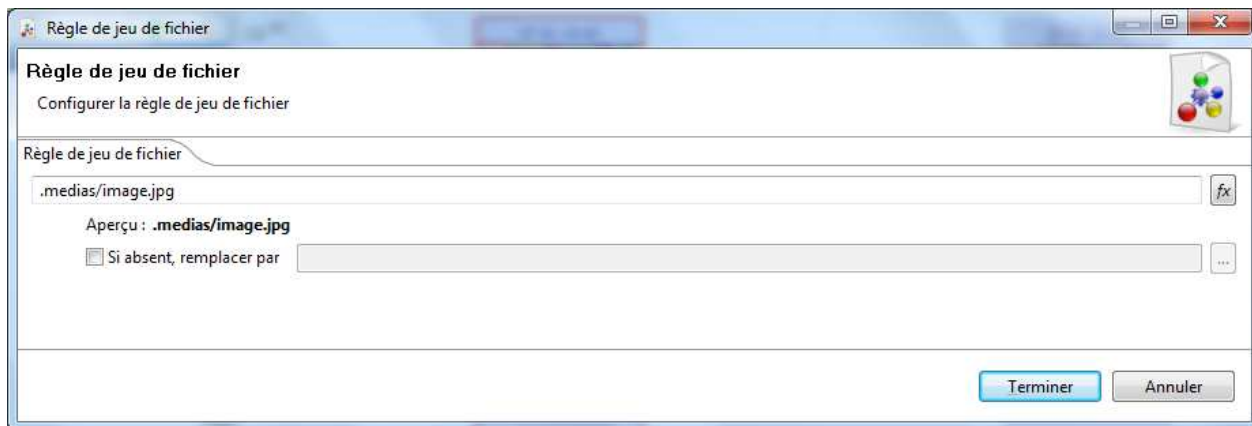 Règle de jeu de fichier
Règle de jeu de fichier
Configurer la règle de jeu de fichier
Règle de jeu de fichier
.medias/image.jpg fx
Aperçu : .medias/image.jpg
Si absent, remplacer par ...
Terminer Annuler